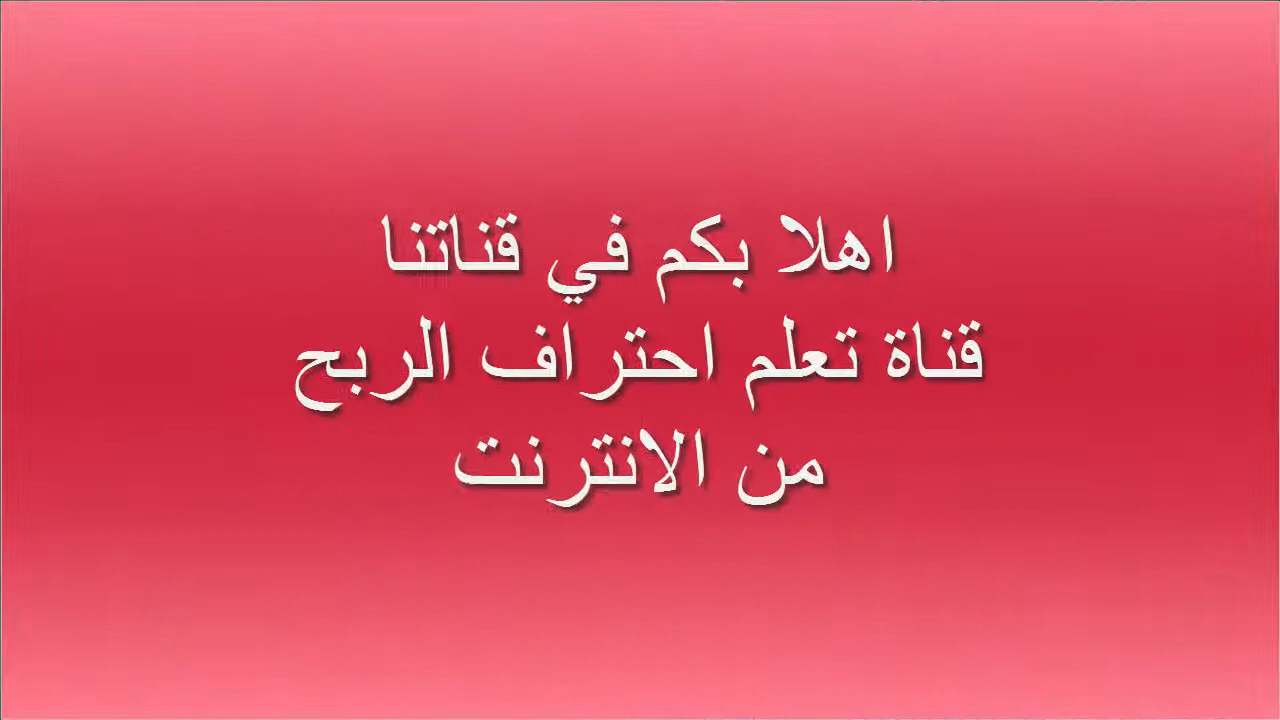 اهلا بكم في قناتنا
قناة تعلم احتراف الربح
من الانترنت